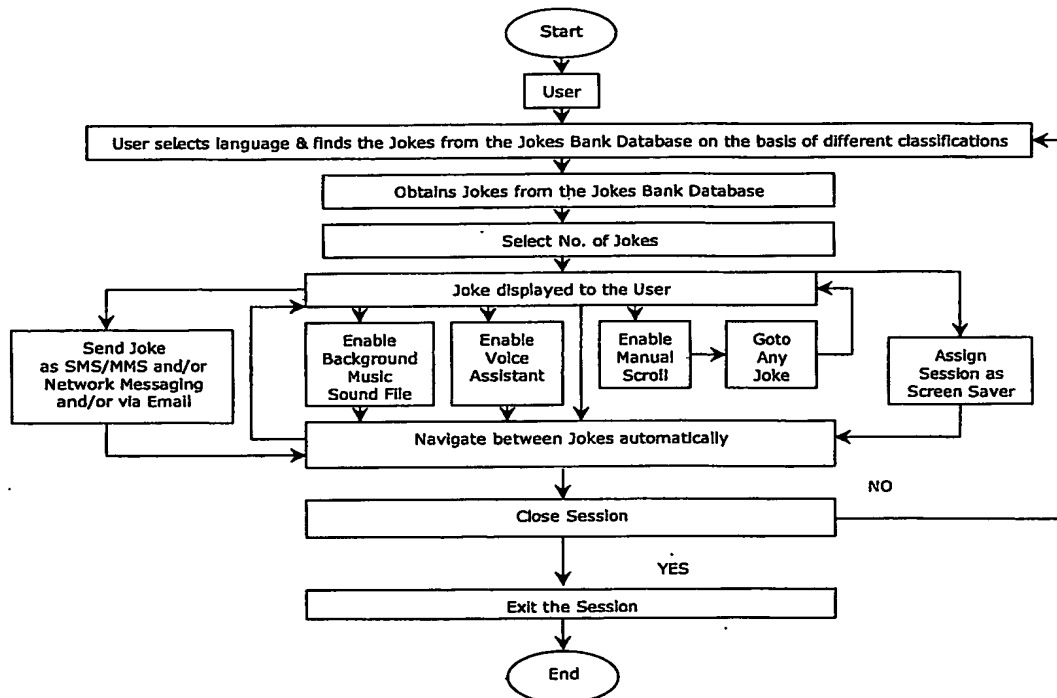 Start
User
User selects language & finds the Jokes from the Jokes Bank Database on the basis of different classifications
Obtains Jokes from the Jokes Bank Database
Select No. of Jokes
Joke displayed to the User
Send Joke
as SMS/MMS and/or
Network Messaging
and/or via Email
Enable
Background
Music
Sound File
Enable
Voice
Assistant
Enable
Manual
Scroll
Goto
Any
Joke
Assign
Session as
Screen Saver
Navigate between Jokes automatically
NO
Close Session
YES
Exit the Session
End